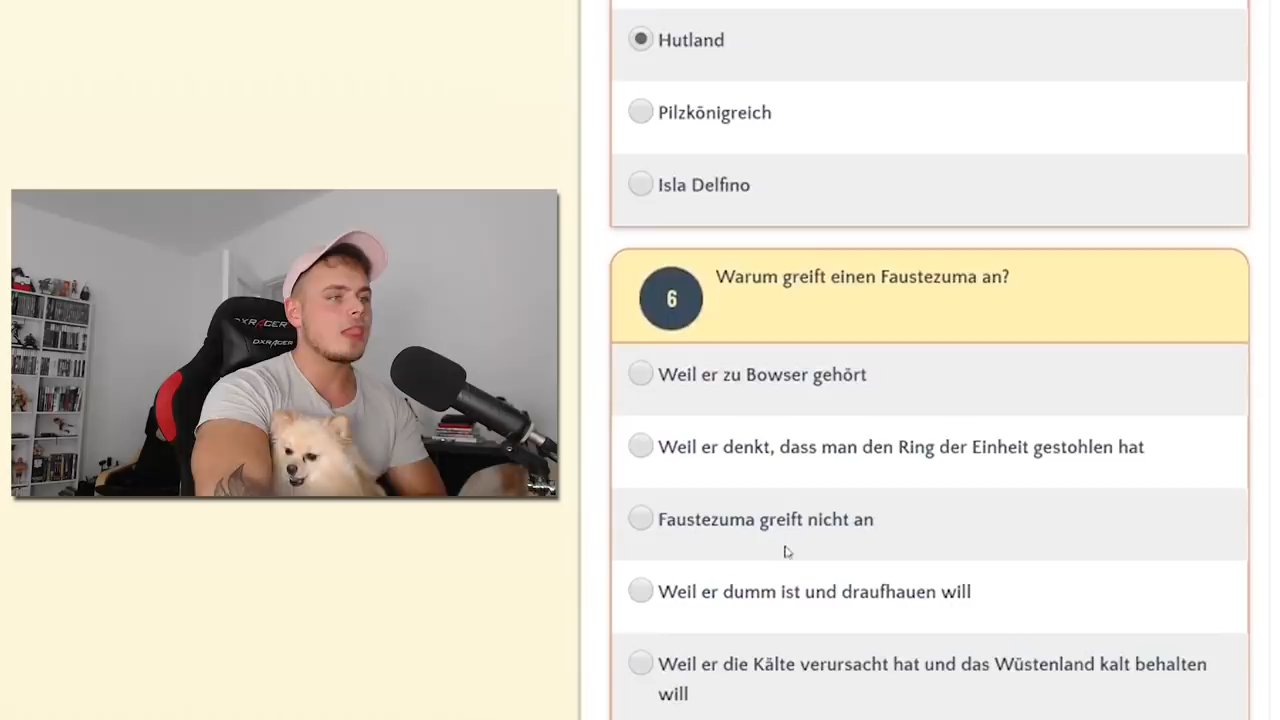 Hutland
Pilzkönigreich
Isla Delfino
6
Warum greift einen Faustezuma an?
Weil er zu Bowser gehört
Weil er denkt, dass man den Ring der Einheit gestohlen hat
Faustezuma greift nicht an
Weil er dumm ist und draufhauen will
Weil er die Kälte verursacht hat und das Wüstenland kalt behalten
will
DXRACER
DXRACER